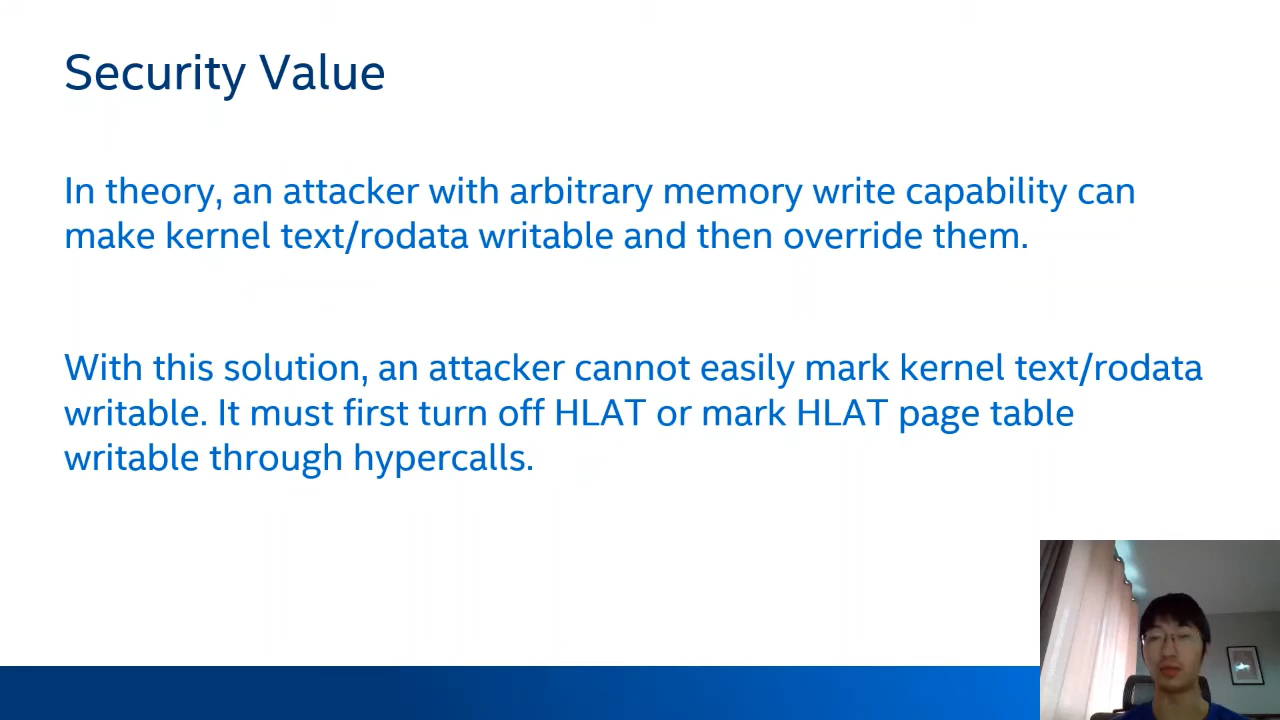 Security Value
In theory, an attacker with arbitrary memory write capability can
make kernel text/rodata writable and then override them.
With this solution, an attacker cannot easily mark kernel text/rodata
writable. It must first turn off HLAT or mark HLAT page table
writable through hypercalls.